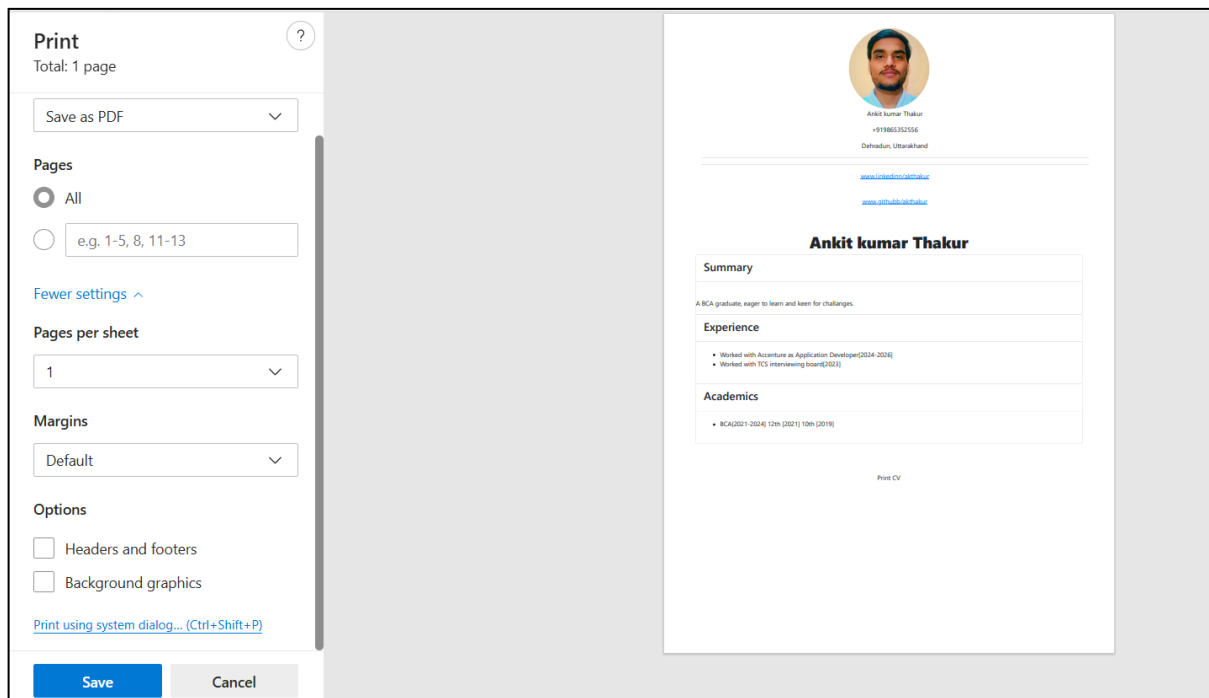 Print
?
Total: 1 page
Save as PDF
Pages
All
e.g. 1-5, 8, 11-13
Fewer settings
Pages per sheet
1
Margins
Default
Options
Headers and footers
Background graphics
Print using system dialog... (Ctrl+Shift+P)
Save
Cancel
Ankit kumar Thakur
+919865352556
Dehradun, Uttarakhand
www.linkedinn/akthakur
www.githubb/akthakur
Ankit kumar Thakur
Summary
A BCA graduate, eager to learn and keen for challanges.
Experience
Worked with Accenture as Application Developer[2024-2026]
Worked with TCS interviewing board[2023]
Academics
BCA[2021-2024] 12th [2021] 10th [2019]
Print CV